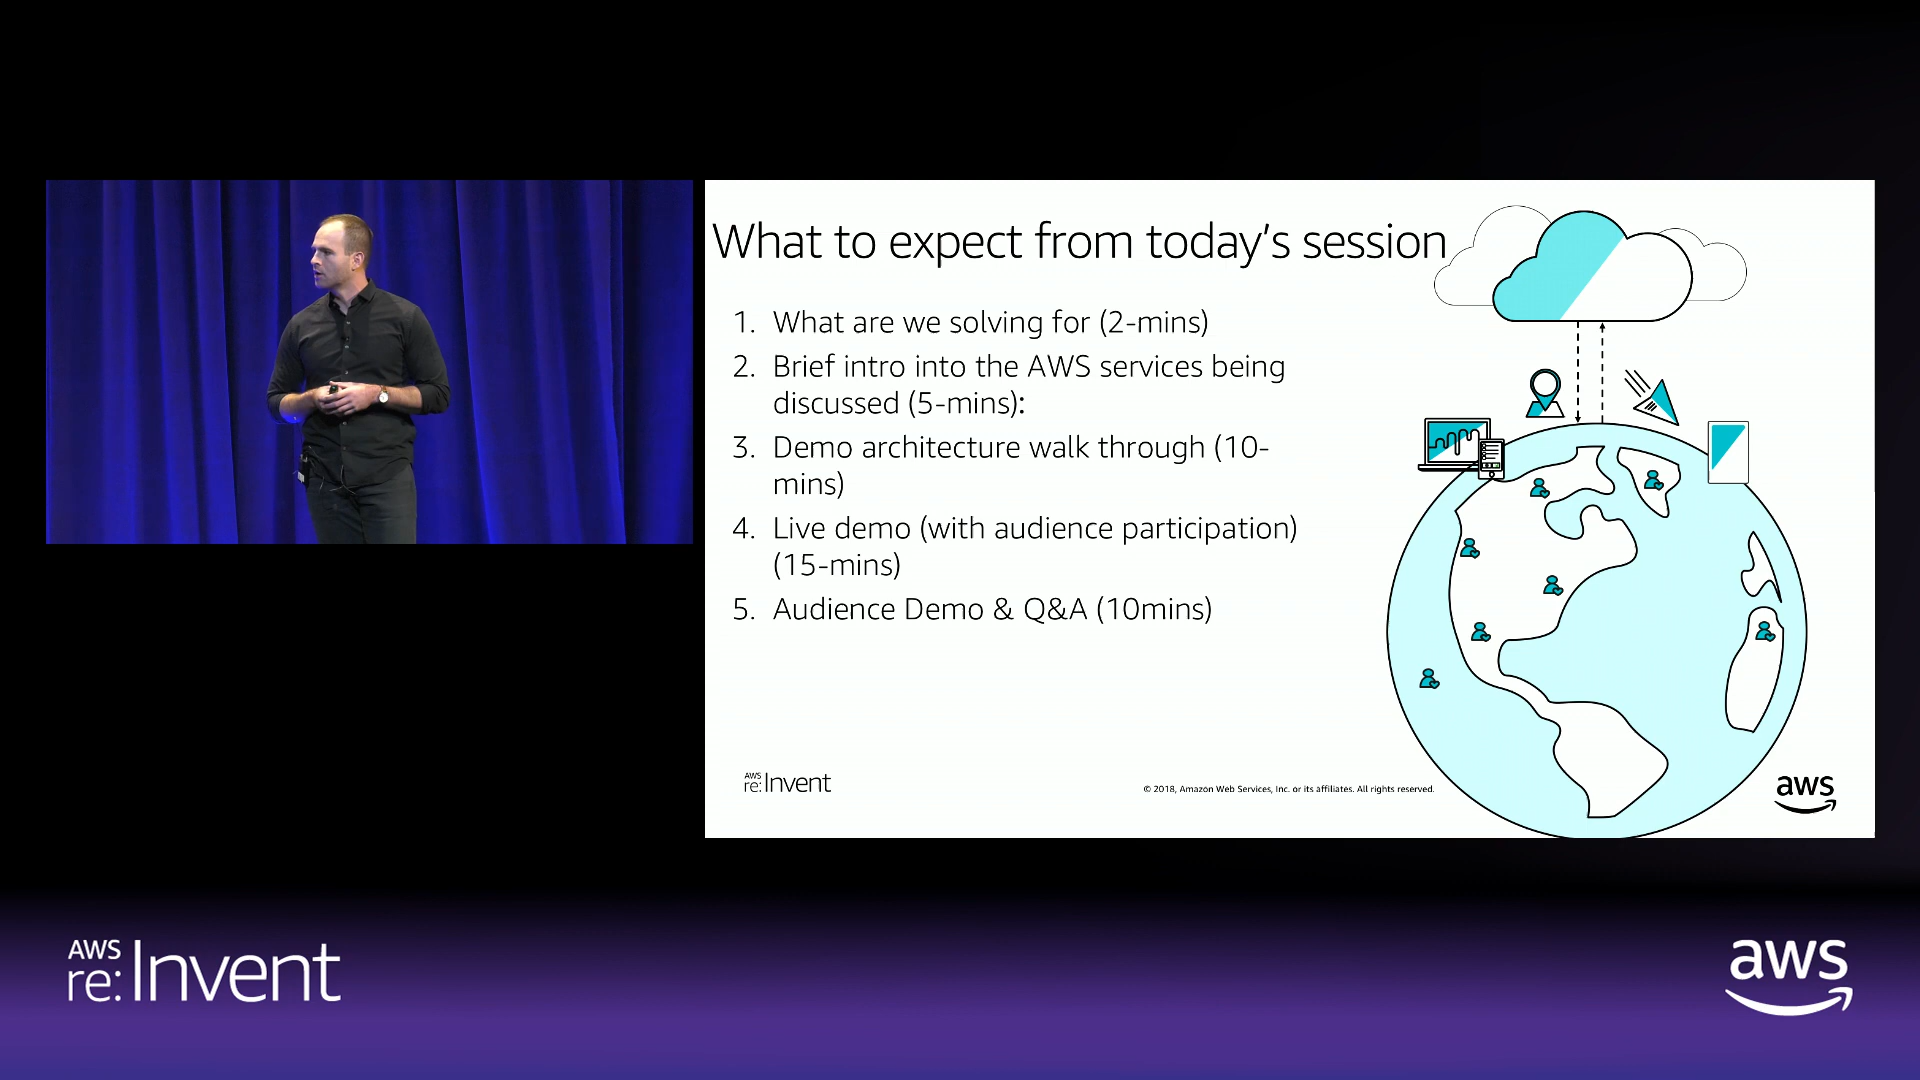 What to expect from today's session
1. What are we solving for (2-mins)
2. Brief intro into the AWS services being
discussed (5-mins):
3. Demo architecture walk through (10-
mins)
4. Live demo (with audience participation)
(15-mins)
5. Audience Demo & Q&A (10mins)
AWS
re:Invent
© 2018, Amazon Web Services, Inc. or its affiliates. All rights reserved.
aws
AWS
re:Invent
aws